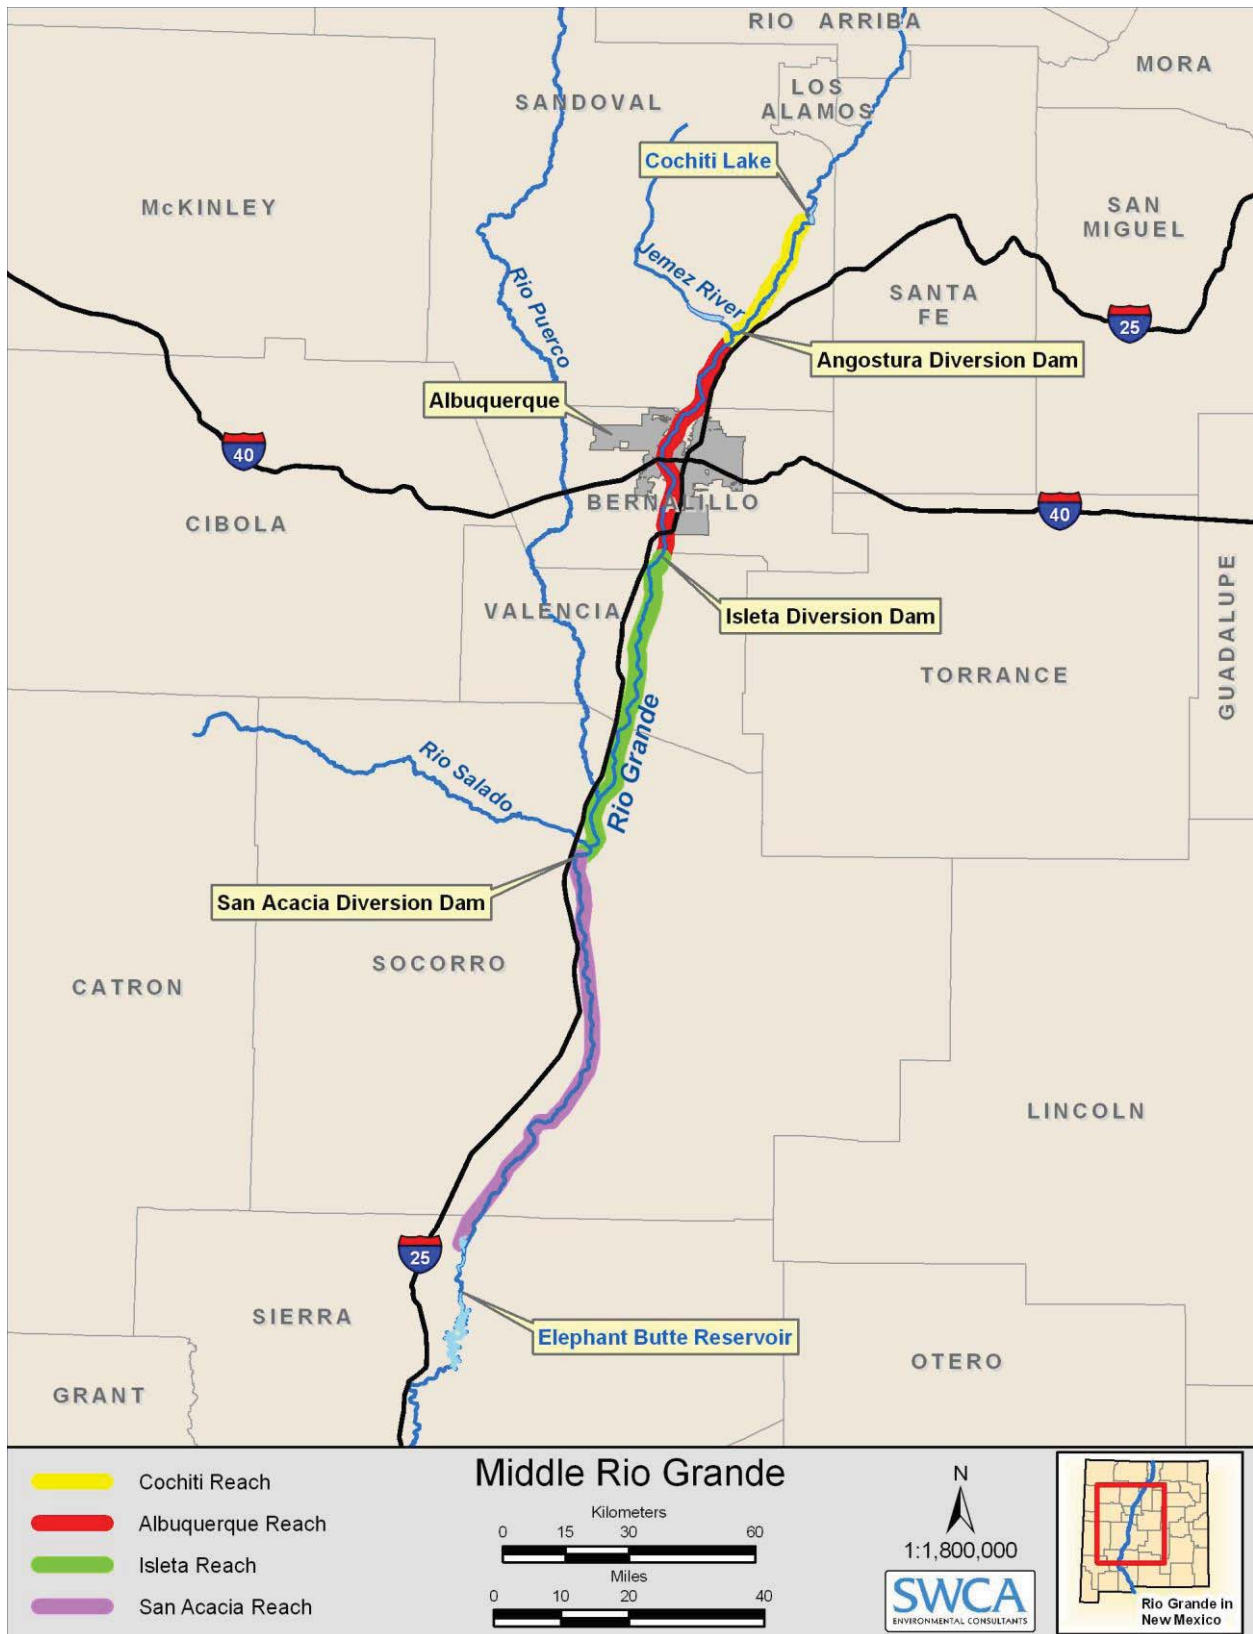 RIO ARRIBA
MORA
LOS
ALAMOS
SANDOVAL
Cochiti Lake
McKINLEY
SAN
MIGUEL
Jemez River
Rio Puerco
SANTA
FE
25
Angostura Diversion Dam
Albuquerque
40
BERNALILLO
40
CIBOLA
GUADALUPE
VALENCIA
Isleta Diversion Dam
TORRANCE
Rio Grande
Rio Salado
San Acacia Diversion Dam
SOCORRO
CATRON
LINCOLN
25
SIERRA
Elephant Butte Reservoir
OTERO
GRANT
Cochiti Reach
Albuquerque Reach
Isleta Reach
San Acacia Reach
Middle Rio Grande
Kilometers
0 15 30 60
Miles
0 10 20 40
N
1:1,800,000
SWCA
ENVIRONMENTAL CONSULTANTS
Rio Grande in
New Mexico